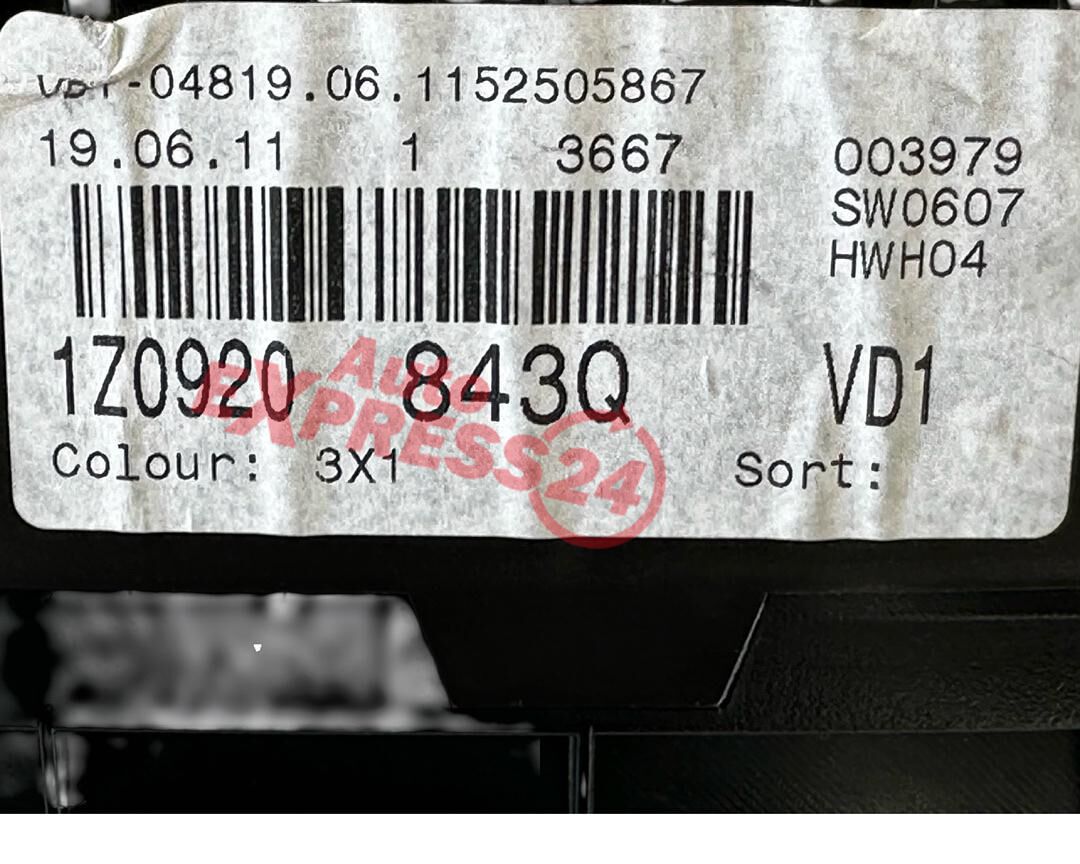 VDT-04819.06.1152505867
19.06.11 1 3667 003979
SW0607
HWH04
1Z0920 843Q VD1
Colour: 3X1 Sort:
Auto
EXPRESS24